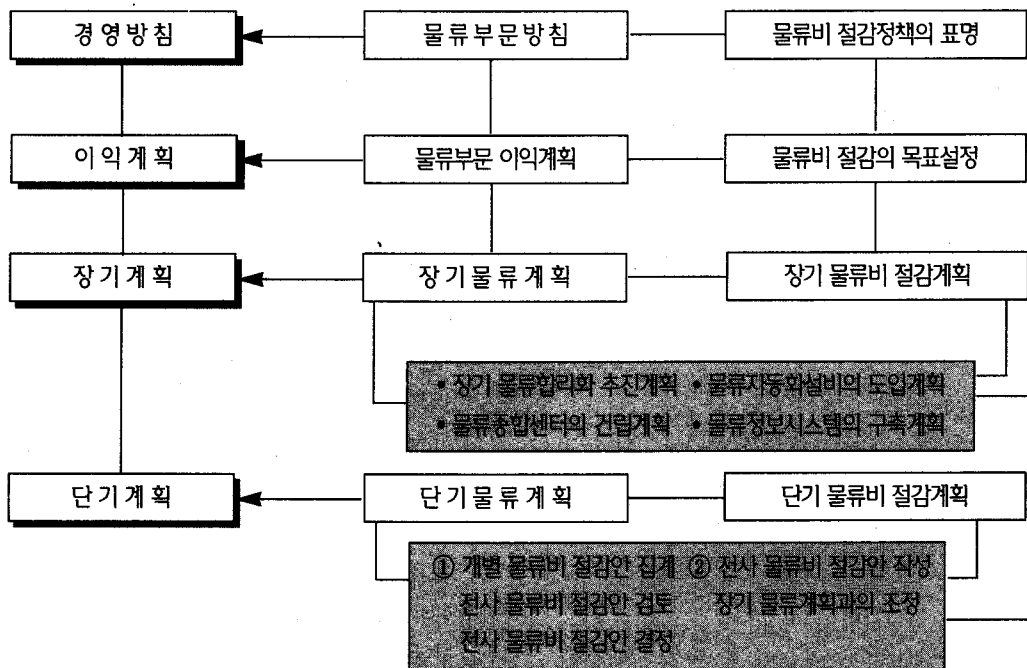 경영방침 물류부문방침 물류비 절감정책의 표명
이익계획 물류부문 이익계획 물류비 절감의 목표설정
장기계획 장기물류계획 장기 물류비 절감계획
• 장기 물류합리화 추진계획 • 물류자동화설비의 도입계획
• 물류종합센터의 건립계획 • 물류정보시스템의 구축계획
단기계획 단기물류계획 단기 물류비 절감계획
① 개별 물류비 절감안 집계 ② 전사 물류비 절감안 작성
전사 물류비 절감안 검토 장기 물류계획과의 조정
전사 물류비 절감안 결정